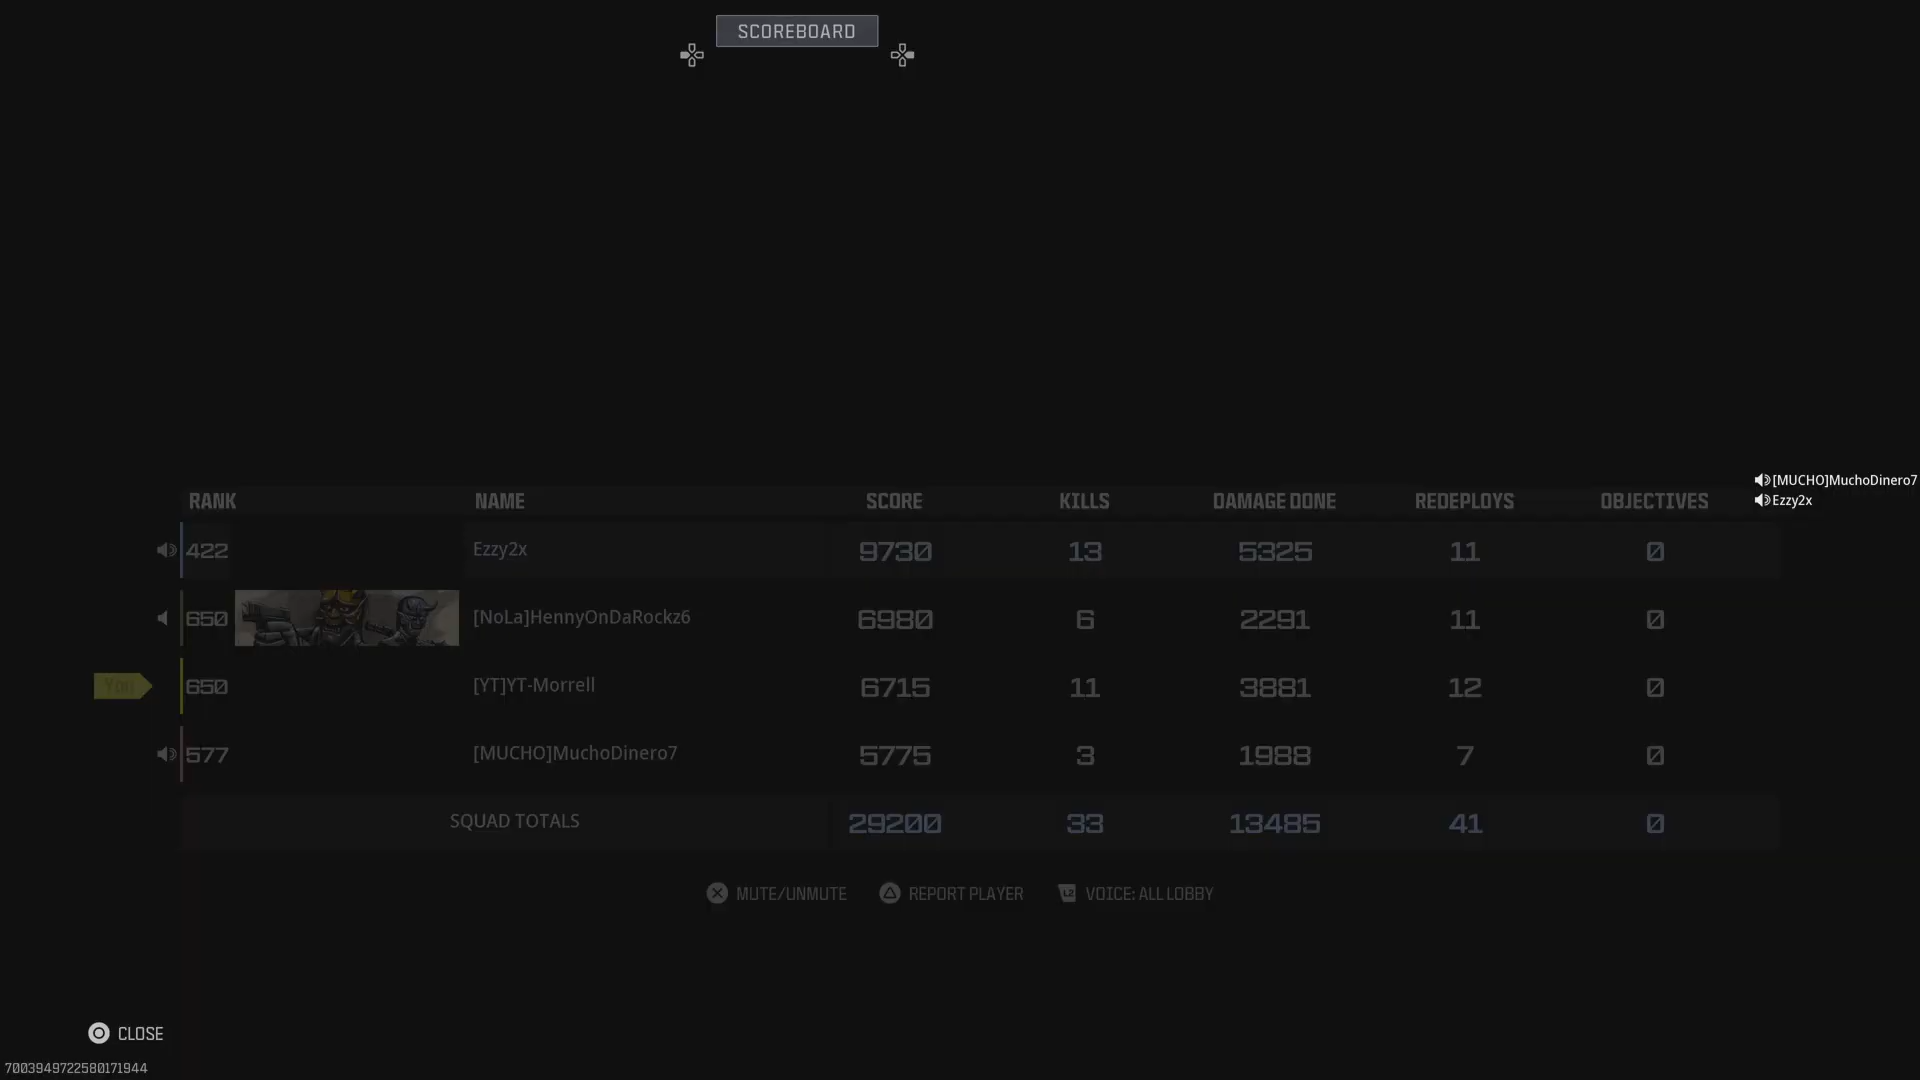 SCOREBOARD
[MUCHO]MuchoDinero7
Ezzy2x
RANK NAME SCORE KILLS DAMAGE DONE REDEPLOYS OBJECTIVES
422 Ezzy2x 9730 13 5325 11 0
650 [NoLa]HennyOnDaRockz6 6980 6 2291 11 0
You 650 [YT]YT-Morrell 6715 11 3881 12 0
577 [MUCHO]MuchoDinero7 5775 3 1988 7 0
SQUAD TOTALS 29200 33 13485 41 0
MUTE/UNMUTE REPORT PLAYER L2 VOICE: ALL LOBBY
CLOSE
7003949722580171944